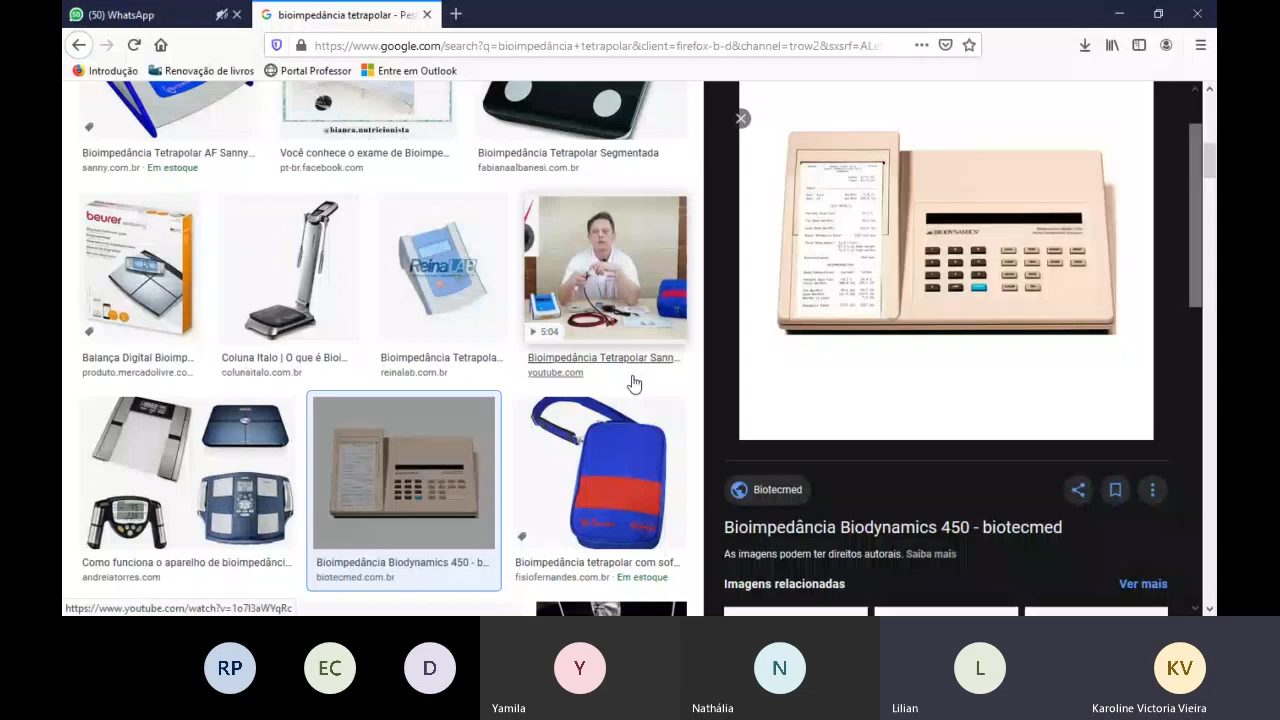 (50) WhatsApp
bioimpedância tetrapolar - Pes
https://www.google.com/search?q=bioimpedância+tetrapolar&client=firefox-b-d&channel=trow2&sxsrf=ALe
Introdução
Renovação de livros
Portal Professor
Entre em Outlook
@bianca.nutricionista
Bioimpedância Tetrapolar AF Sanny...
sanny.com.br · Em estoque
Você conhece o exame de Bioimpe...
pt-br.facebook.com
Bioimpedância Tetrapolar Segmentada
fabianaalbanesi.com.br
beurer
ReinaLAB
5:04
Balança Digital Bioimp...
produto.mercadolivre.co...
Coluna Italo | O que é Bioi...
colunaitalo.com.br
Bioimpedância Tetrapola...
reinalab.com.br
Bioimpedância Tetrapolar Sann...
youtube.com
Como funciona o aparelho de bioimpedânci...
andreiatorres.com
Bioimpedância Biodynamics 450 - b...
biotecmed.com.br
Bioimpedância tetrapolar com sof...
fisiofernandes.com.br · Em estoque
https://www.youtube.com/watch?v=1o7l3aWYqRc
BIODYNAMICS
Biotecmed
Bioimpedância Biodynamics 450 - biotecmed
As imagens podem ter direitos autorais. Saiba mais
Imagens relacionadas
Ver mais
RP
EC
D
Y
N
L
KV
Yamila
Nathália
Lilian
Karoline Victoria Vieira